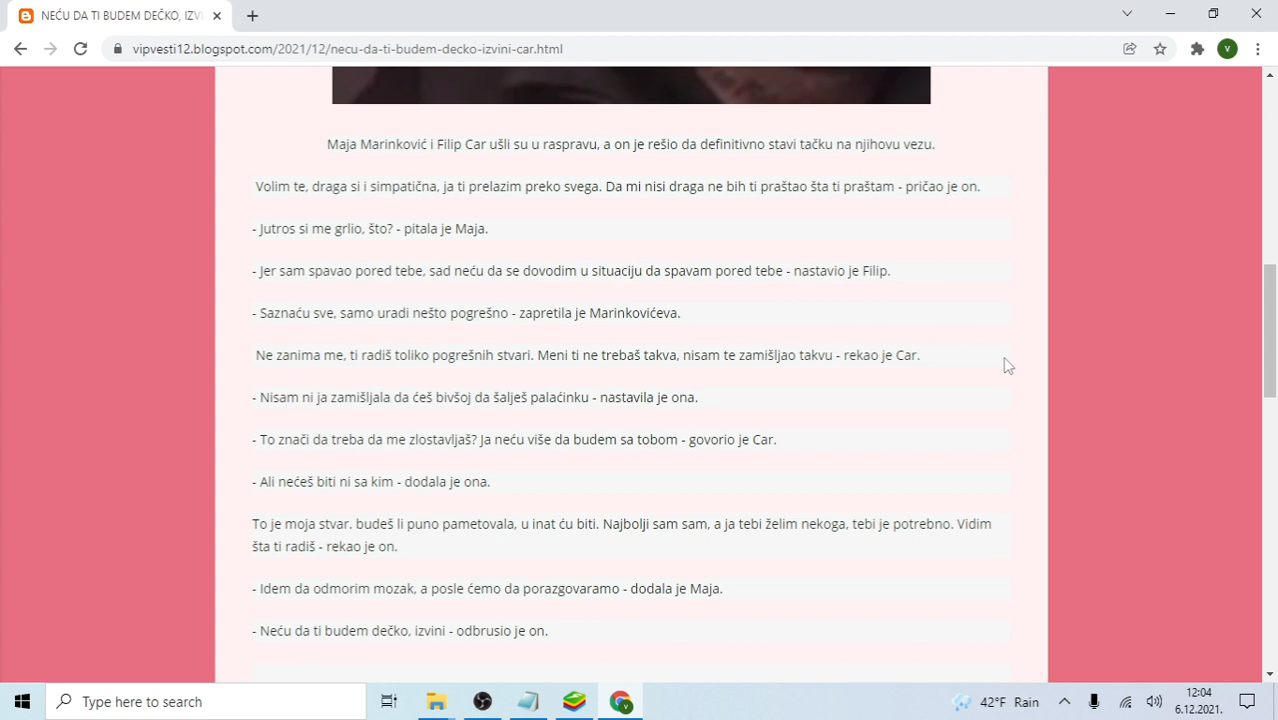 NEĆU DA TI BUDEM DEČKO, IZVI
vipvesti12.blogspot.com/2021/12/necu-da-ti-budem-decko-izvini-car.html
V
Maja Marinković i Filip Car ušli su u raspravu, a on je rešio da definitivno stavi tačku na njihovu vezu.
Volim te, draga si i simpatična, ja ti prelazim preko svega. Da mi nisi draga ne bih ti praštao šta ti praštam - pričao je on.
- Jutros si me grlio, što? - pitala je Maja.
- Jer sam spavao pored tebe, sad neću da se dovodim u situaciju da spavam pored tebe - nastavio je Filip.
- Saznaću sve, samo uradi nešto pogrešno - zapretila je Marinkovićeva.
Ne zanima me, ti radiš toliko pogrešnih stvari. Meni ti ne trebaš takva, nisam te zamišljao takvu - rekao je Car.
- Nisam ni ja zamišljala da ćeš bivšoj da šalješ palaćinku - nastavila je ona.
- To znači da treba da me zlostavljaš? Ja neću više da budem sa tobom - govorio je Car.
- Ali nećeš biti ni sa kim - dodala je ona.
To je moja stvar. budeš li puno pametovala, u inat ću biti. Najbolji sam sam, a ja tebi želim nekoga, tebi je potrebno. Vidim
šta ti radiš - rekao je on.
- Idem da odmorim mozak, a posle ćemo da porazgovaramo - dodala je Maja.
- Neću da ti budem dečko, izvini - odbrusio je on.
Type here to search
42°F Rain
12:04
6.12.2021.